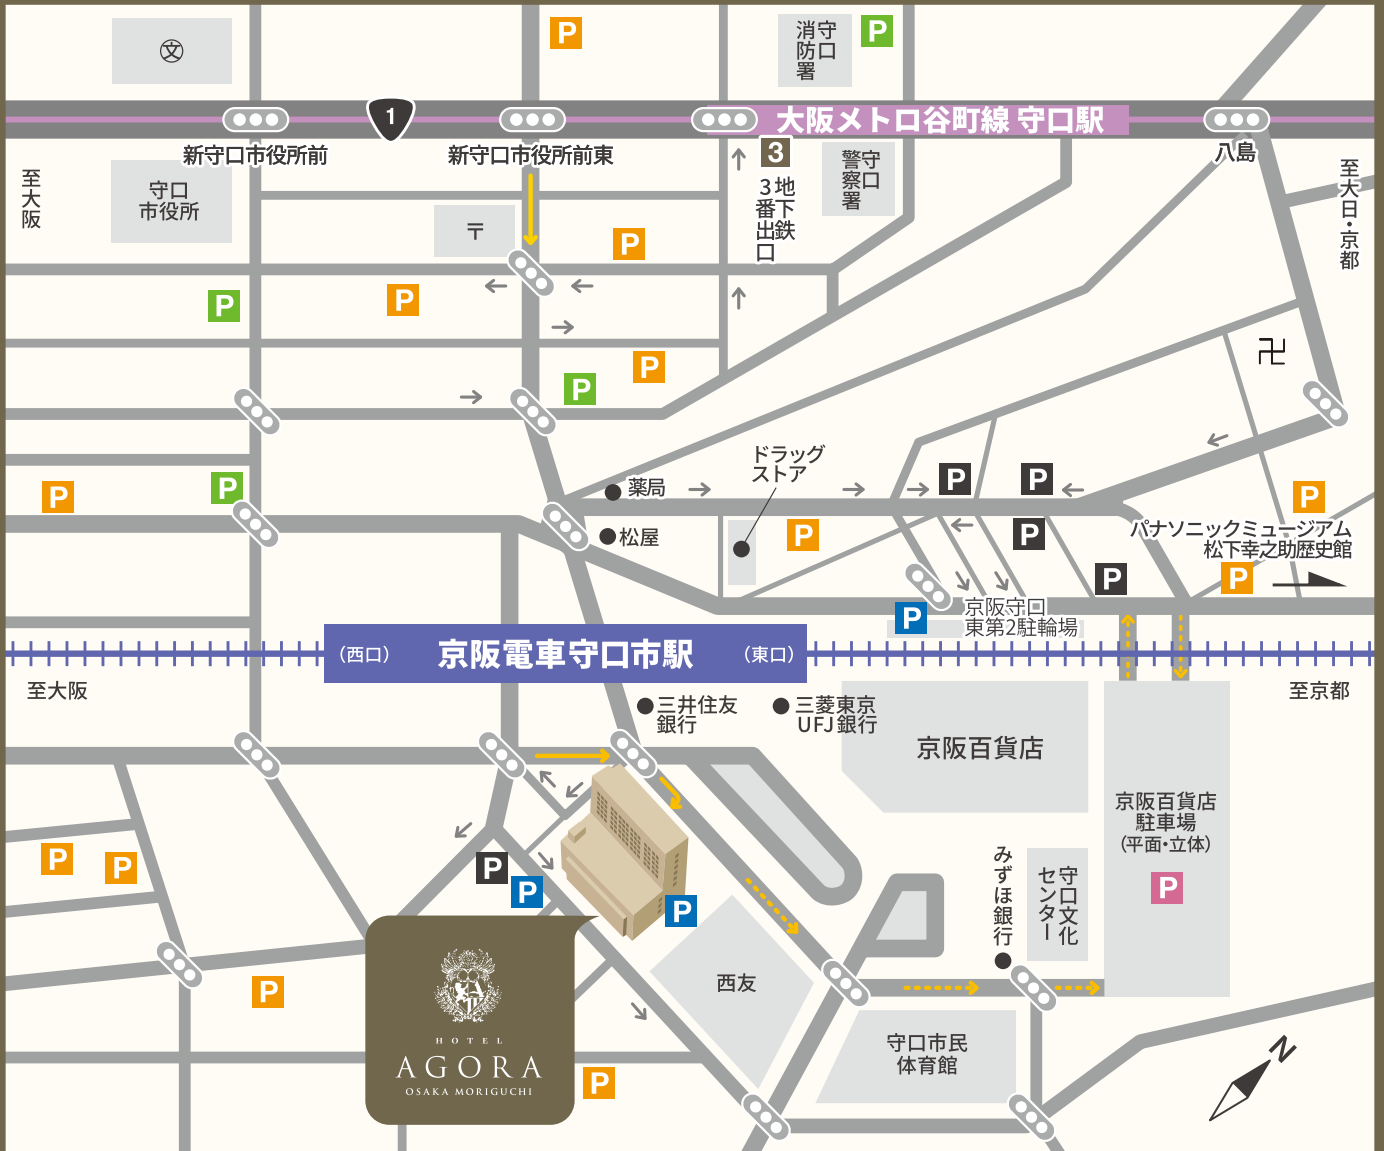 P
消防署
守口
P
文
1
大阪メトロ谷町線 守口駅
新守口市役所前
新守口市役所前東
3
地下鉄
3番出口
守口
警察署
八島
至大阪
至大日・京都
守口
市役所
〒
P
P
P
P
P
卍
ドラッグ
ストア
薬局
松屋
P
P
P
P
P
P
P
パナソニックミュージアム
松下幸之助歴史館
P
P
京阪守口
東第2駐輪場
P
(西口)
京阪電車守口市駅
(東口)
至大阪
至京都
三井住友
銀行
三菱東京
UFJ銀行
京阪百貨店
京阪百貨店
駐車場
(平面・立体)
P
みずほ銀行
守口文化
センター
P
P
P
P
P
西友
P
守口市民
体育館
HOTEL
AGORA
OSAKA MORIGUCHI
P
N